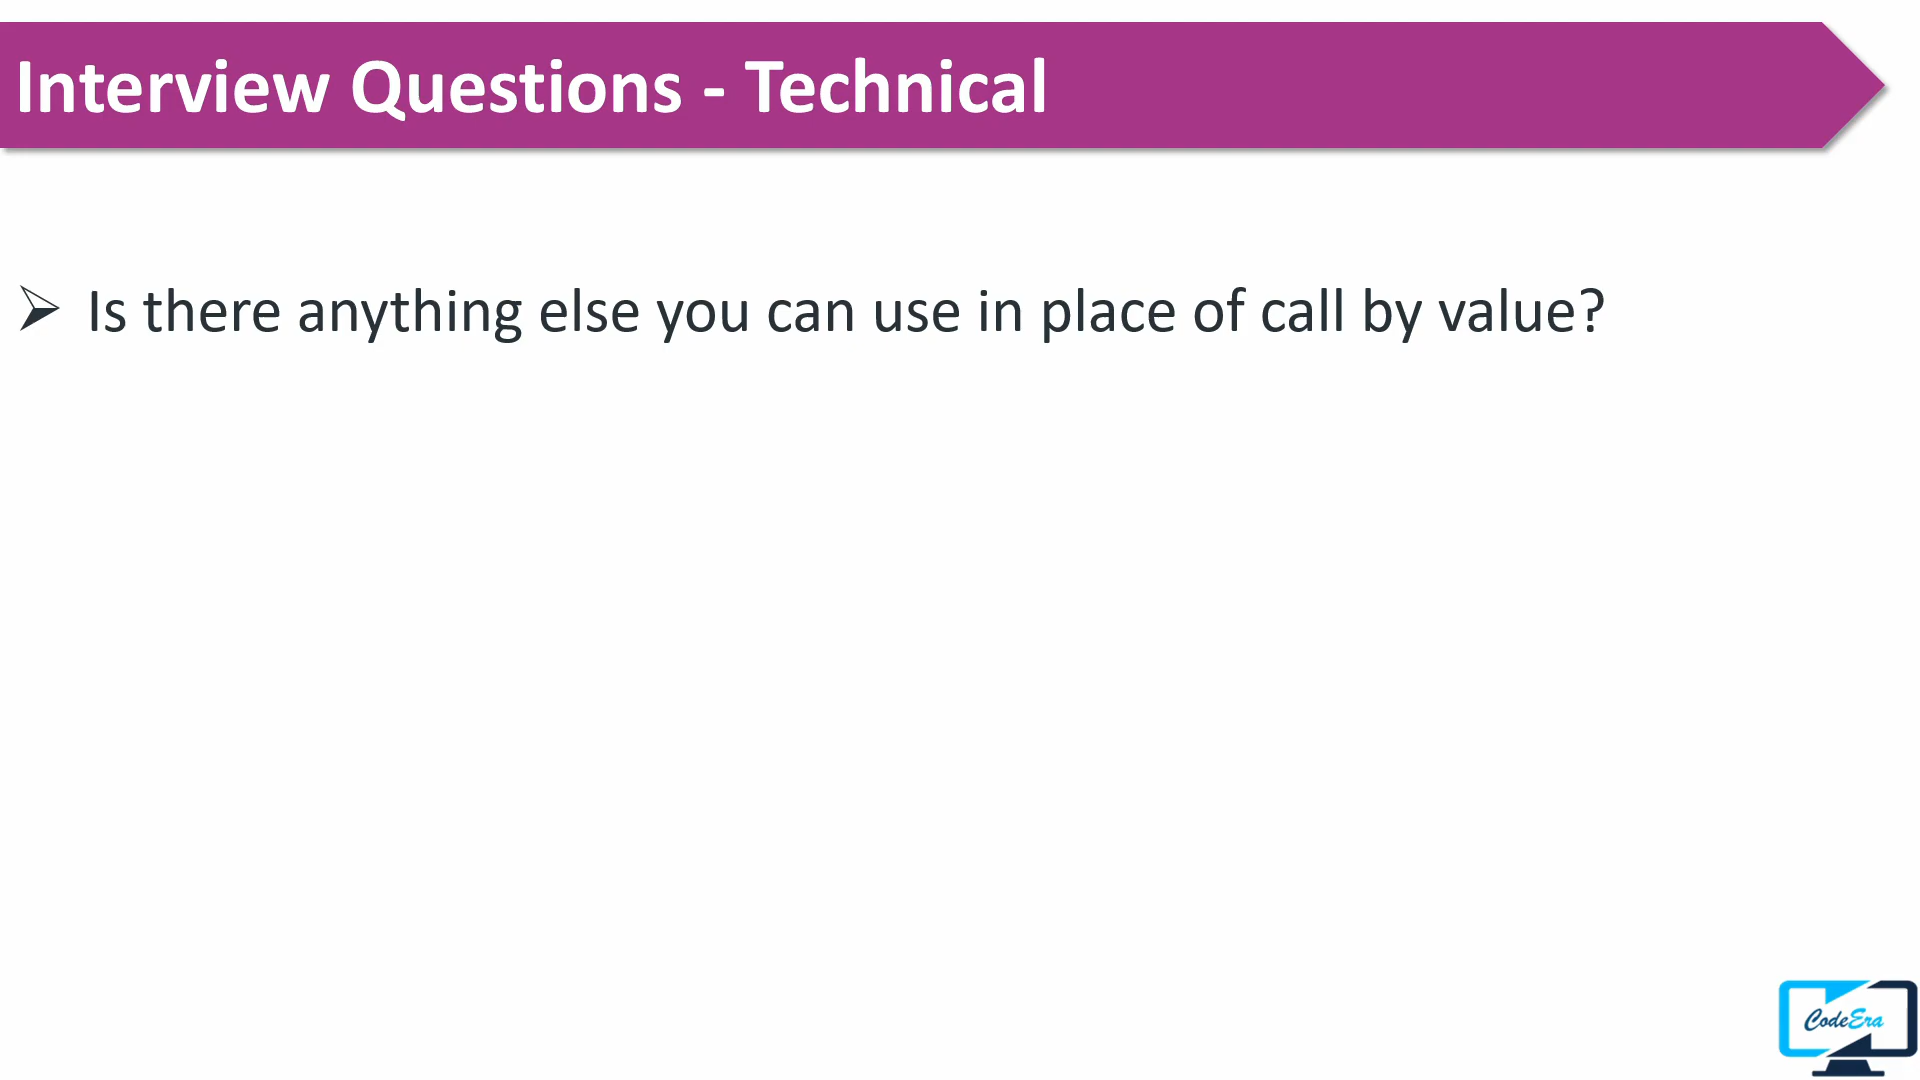 Interview Questions - Technical
Is there anything else you can use in place of call by value?
CodeEra